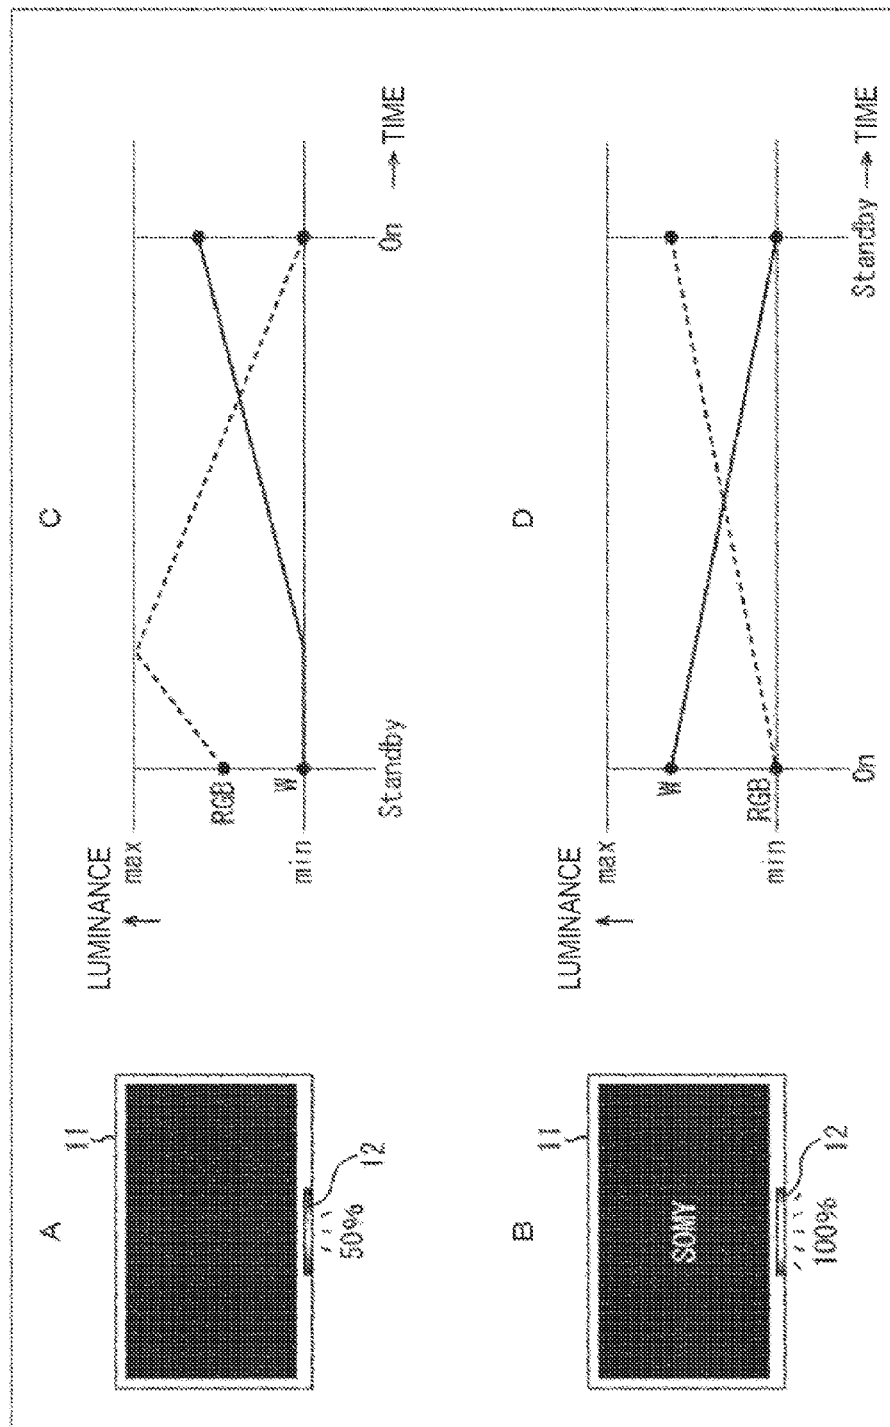 A
11
12
50%
C
LUMINANCE
max
RGB
W
min
Standby
On
→ TIME
B
11
SOMY
12
100%
D
LUMINANCE
max
W
RGB
min
On
Standby → TIME